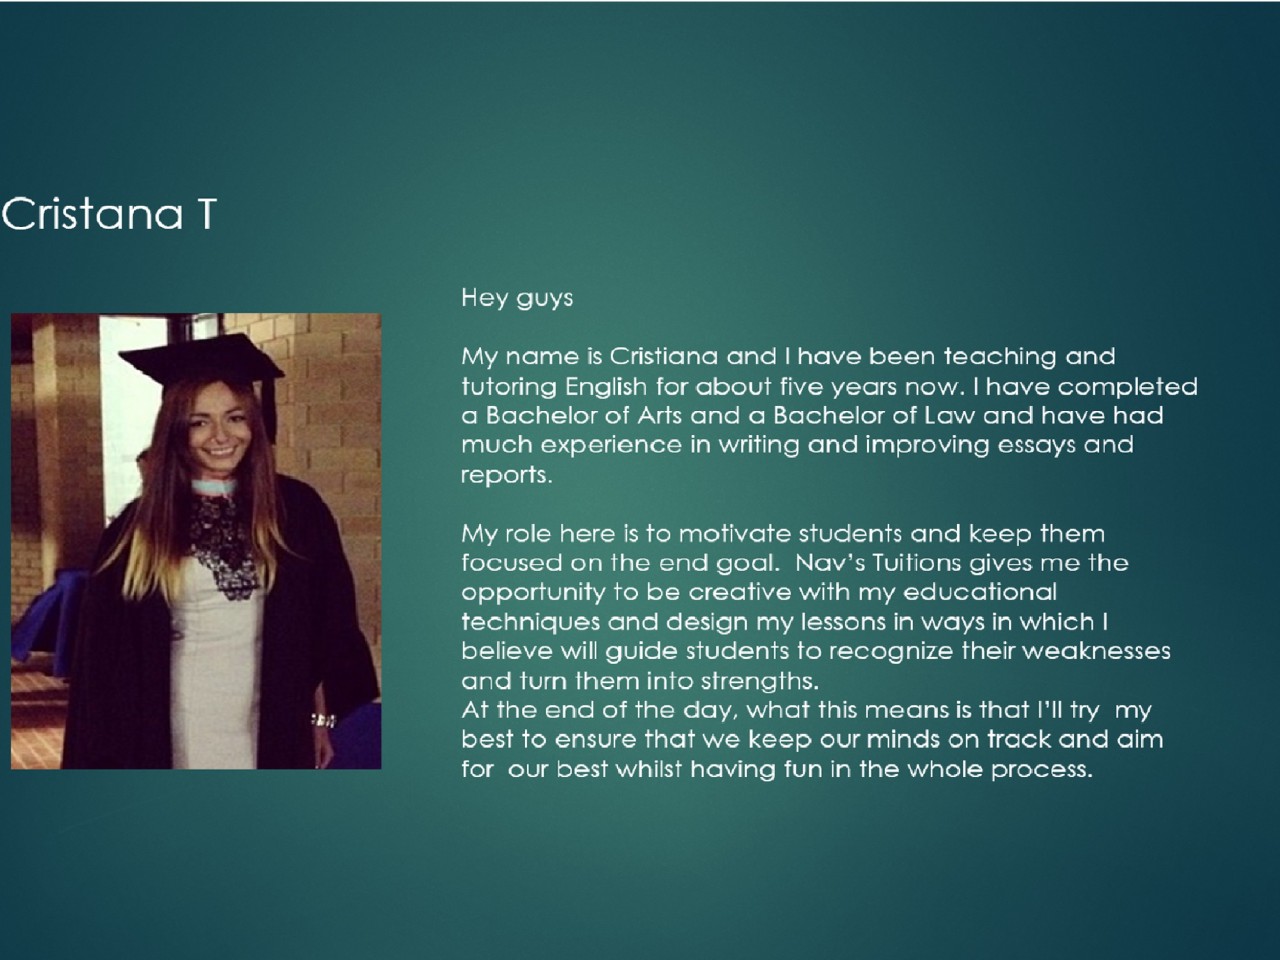 Cristana T
Hey guys
My name is Cristiana and I have been teaching and
tutoring English for about five years now. I have completed
a Bachelor of Arts and a Bachelor of Law and have had
much experience in writing and improving essays and
reports.
My role here is to motivate students and keep them
focused on the end goal.  Nav’s Tuitions gives me the
opportunity to be creative with my educational
techniques and design my lessons in ways in which I
believe will guide students to recognize their weaknesses
and turn them into strengths.
At the end of the day, what this means is that I’ll try  my
best to ensure that we keep our minds on track and aim
for  our best whilst having fun in the whole process.